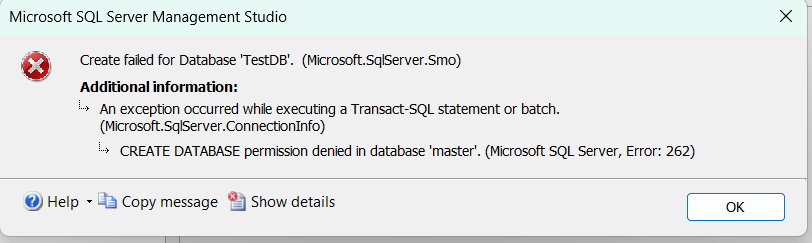 Microsoft SQL Server Management Studio
Create failed for Database 'TestDB'. (Microsoft.SqlServer.Smo)
Additional information:
An exception occurred while executing a Transact-SQL statement or batch.
(Microsoft.SqlServer.ConnectionInfo)
CREATE DATABASE permission denied in database 'master'. (Microsoft SQL Server, Error: 262)
Help Copy message Show details OK